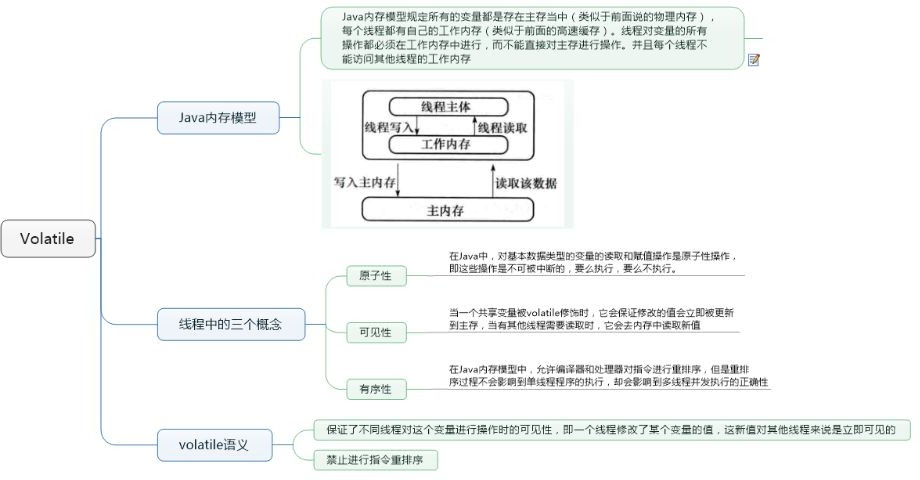 Volatile
Java内存模型
Java内存模型规定所有的变量都是存在主存当中（类似于前面说的物理内存），
每个线程都有自己的工作内存（类似于前面的高速缓存）。线程对变量的所有
操作都必须在工作内存中进行，而不能直接对主存进行操作。并且每个线程不
能访问其他线程的工作内存
线程主体
线程写入
线程读取
工作内存
写入主内存
读取该数据
主内存
线程中的三个概念
原子性
在Java中，对基本数据类型的变量的读取和赋值操作是原子性操作，
即这些操作是不可被中断的，要么执行，要么不执行。
可见性
当一个共享变量被volatile修饰时，它会保证修改的值会立即被更新
到主存，当有其他线程需要读取时，它会去内存中读取新值
有序性
在Java内存模型中，允许编译器和处理器对指令进行重排序，但是重排
序过程不会影响到单线程程序的执行，却会影响到多线程并发执行的正确性
volatile语义
保证了不同线程对这个变量进行操作时的可见性，即一个线程修改了某个变量的值，这新值对其他线程来说是立即可见的
禁止进行指令重排序